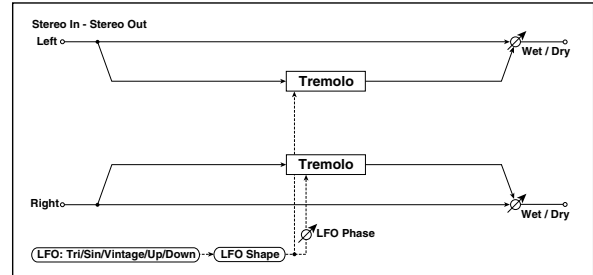 Stereo In - Stereo Out
Left
Wet / Dry
Tremolo
Tremolo
Right
Wet / Dry
LFO Phase
LFO: Tri/Sin/Vintage/Up/Down
LFO Shape